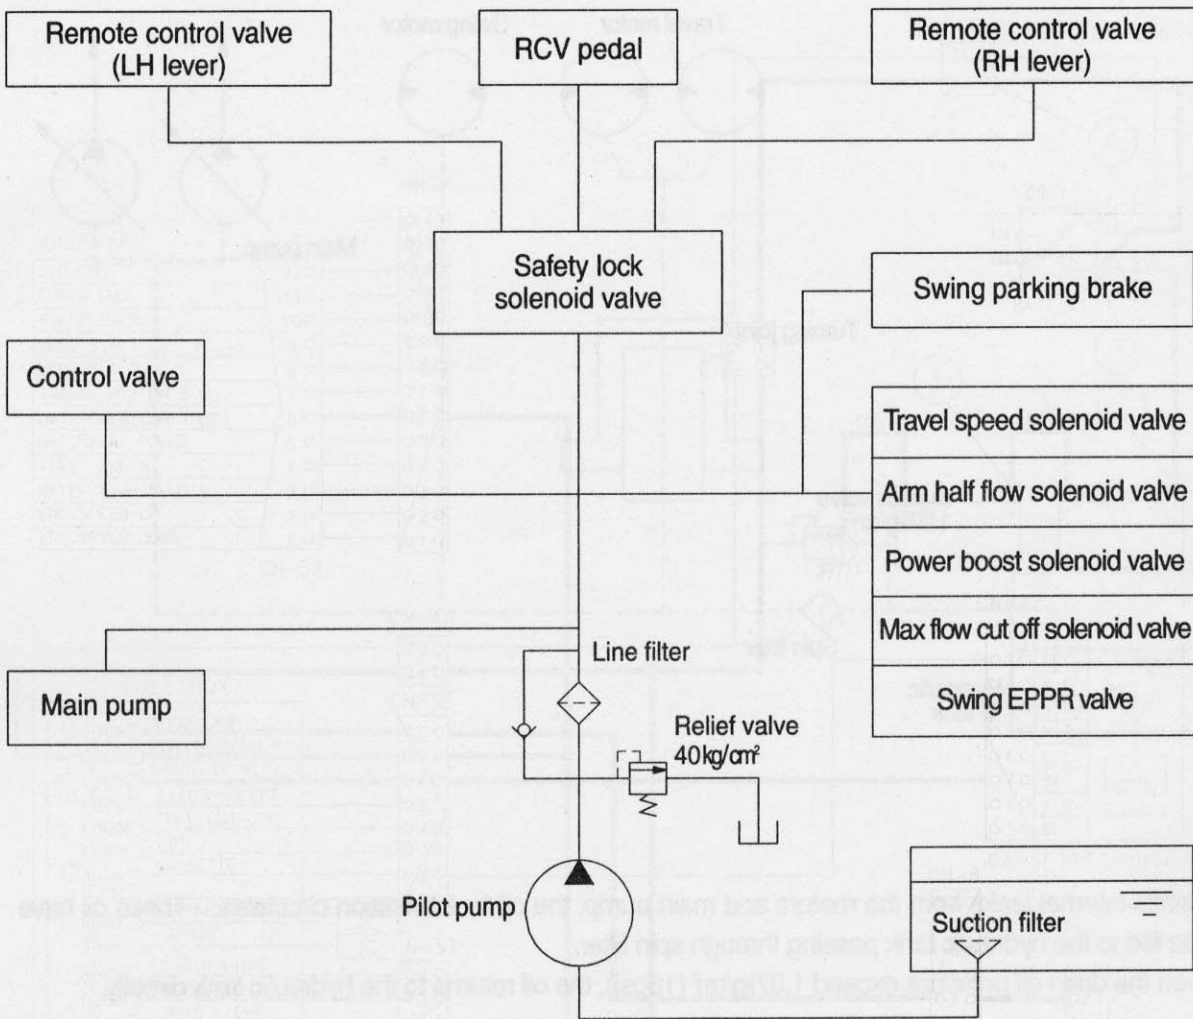 Remote control valve
(LH lever)
RCV pedal
Remote control valve
(RH lever)
Safety lock
solenoid valve
Swing parking brake
Control valve
Travel speed solenoid valve
Arm half flow solenoid valve
Power boost solenoid valve
Max flow cut off solenoid valve
Swing EPPR valve
Line filter
Main pump
Relief valve
40kg/cm²
Pilot pump
Suction filter